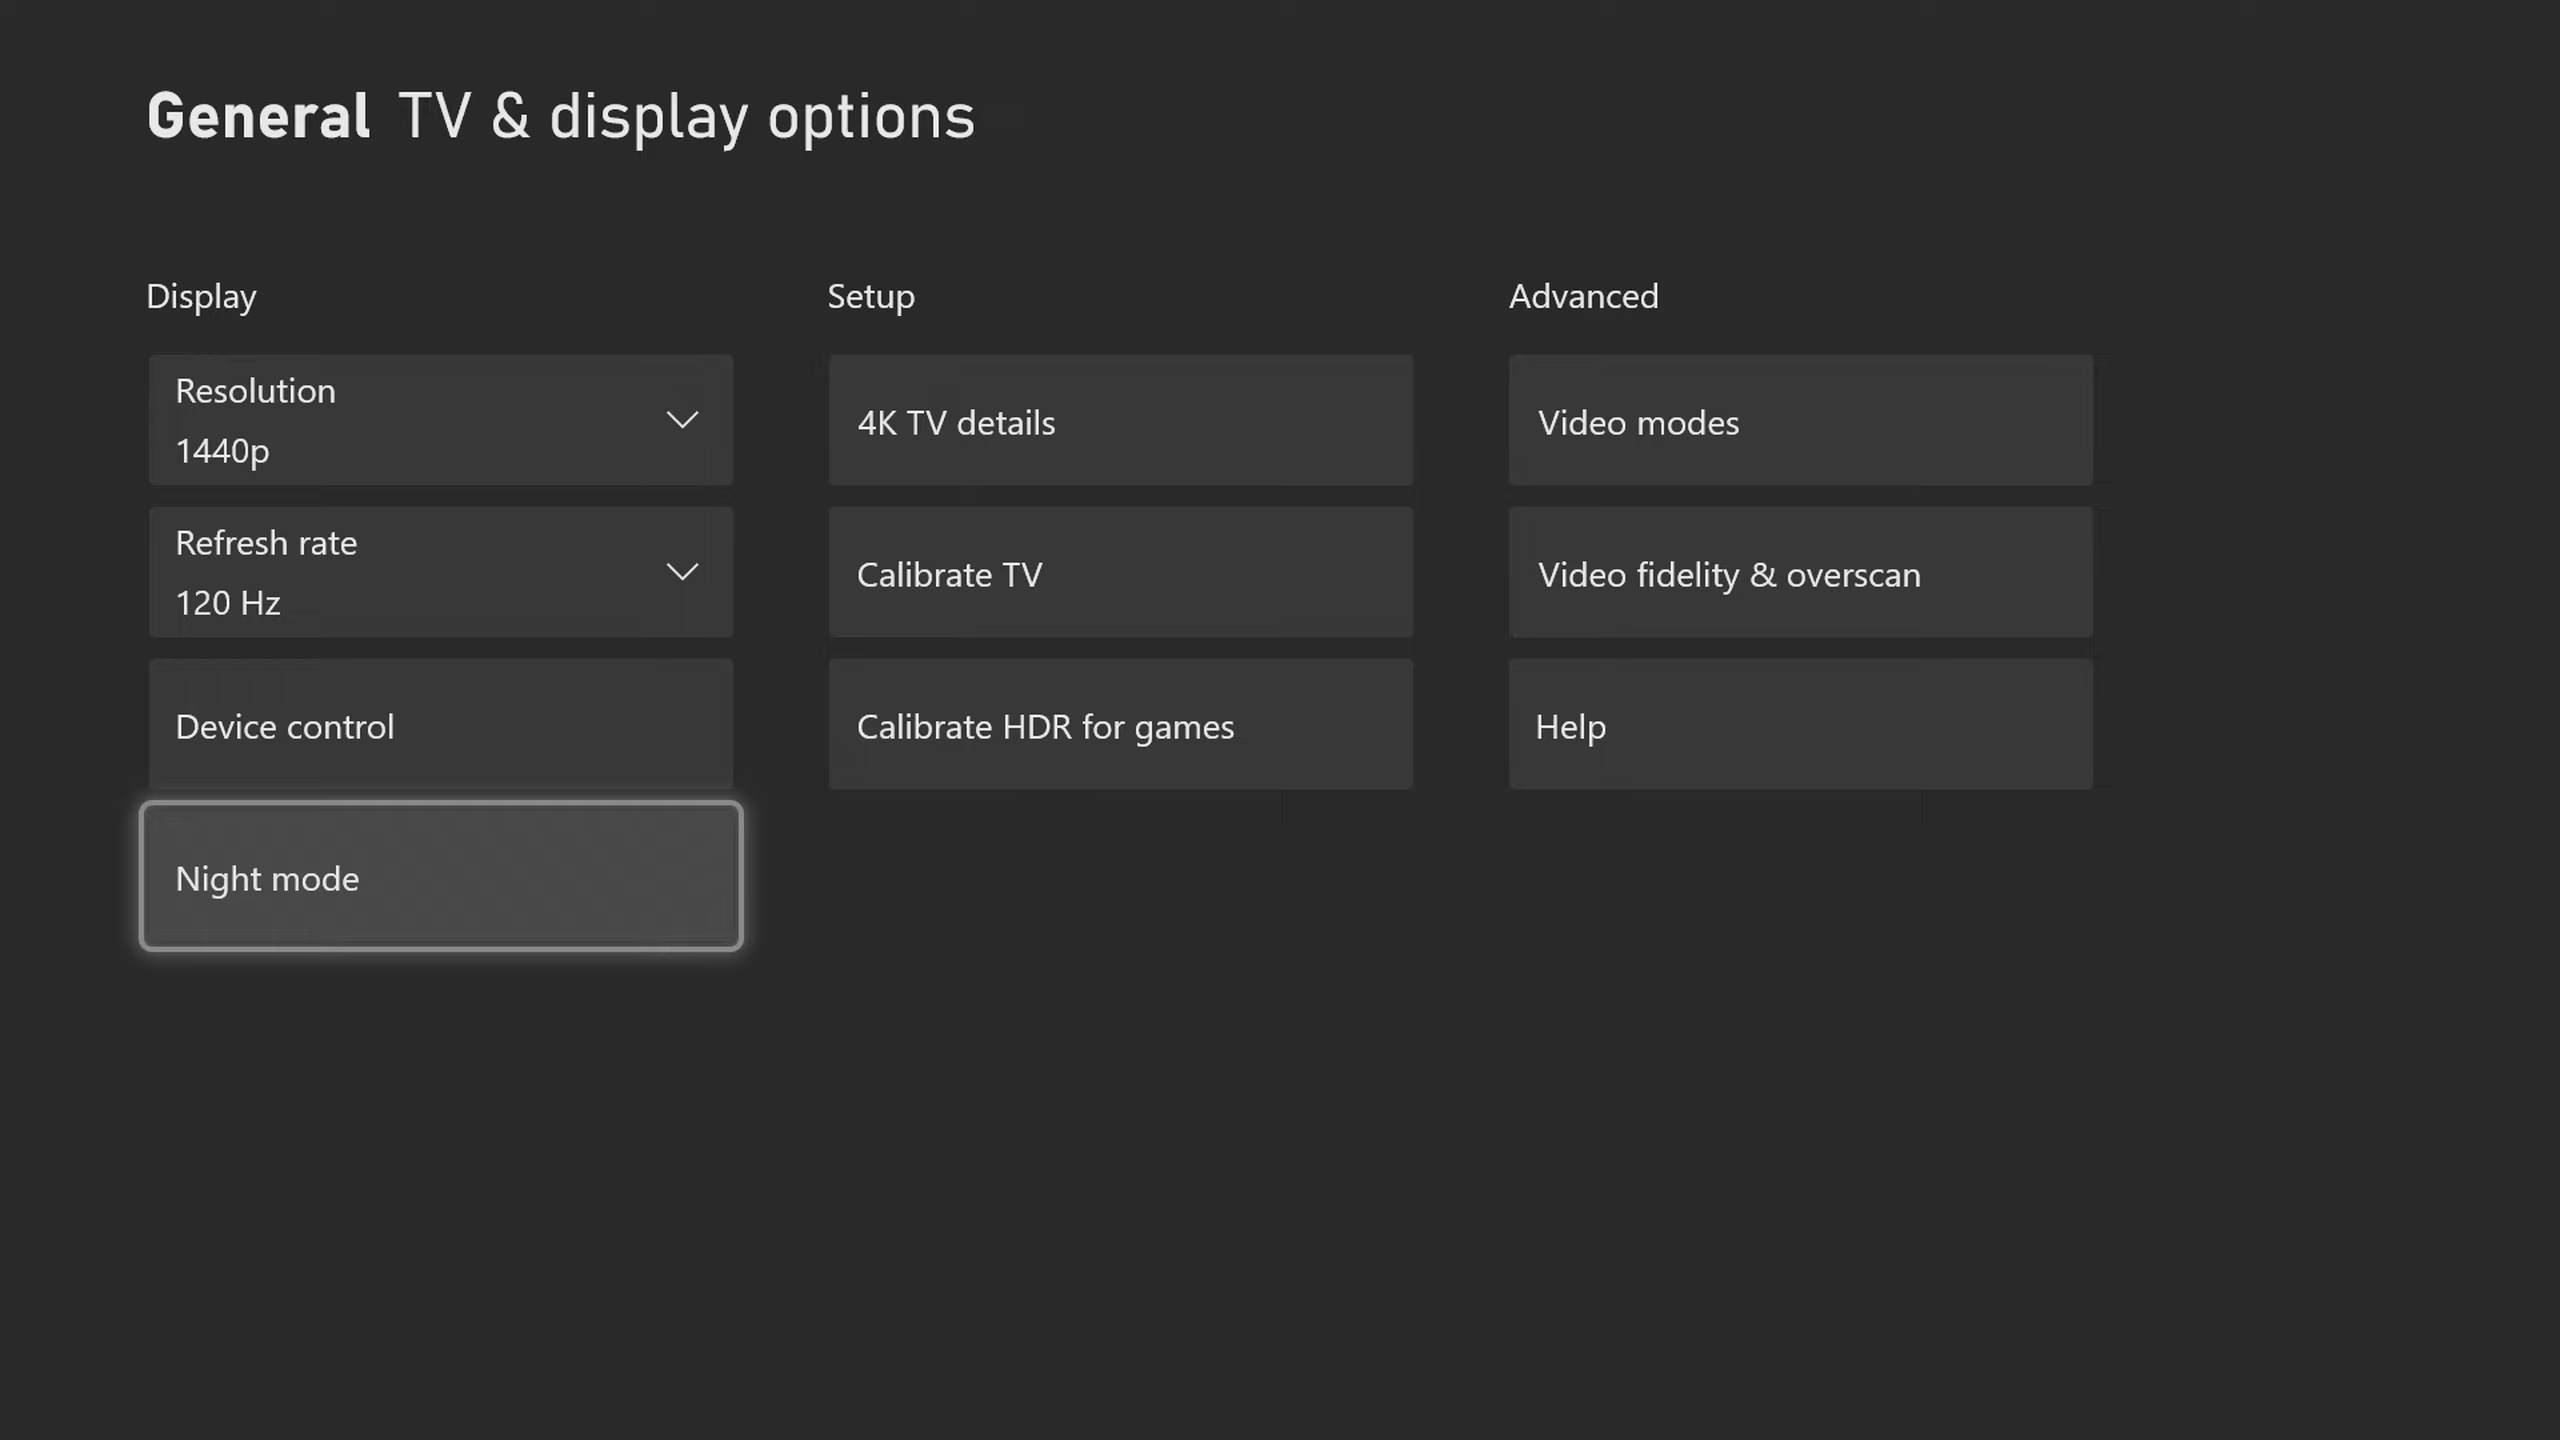 General TV & display options
Display
Resolution
1440p
Refresh rate
120 Hz
Device control
Night mode
Setup
4K TV details
Calibrate TV
Calibrate HDR for games
Advanced
Video modes
Video fidelity & overscan
Help